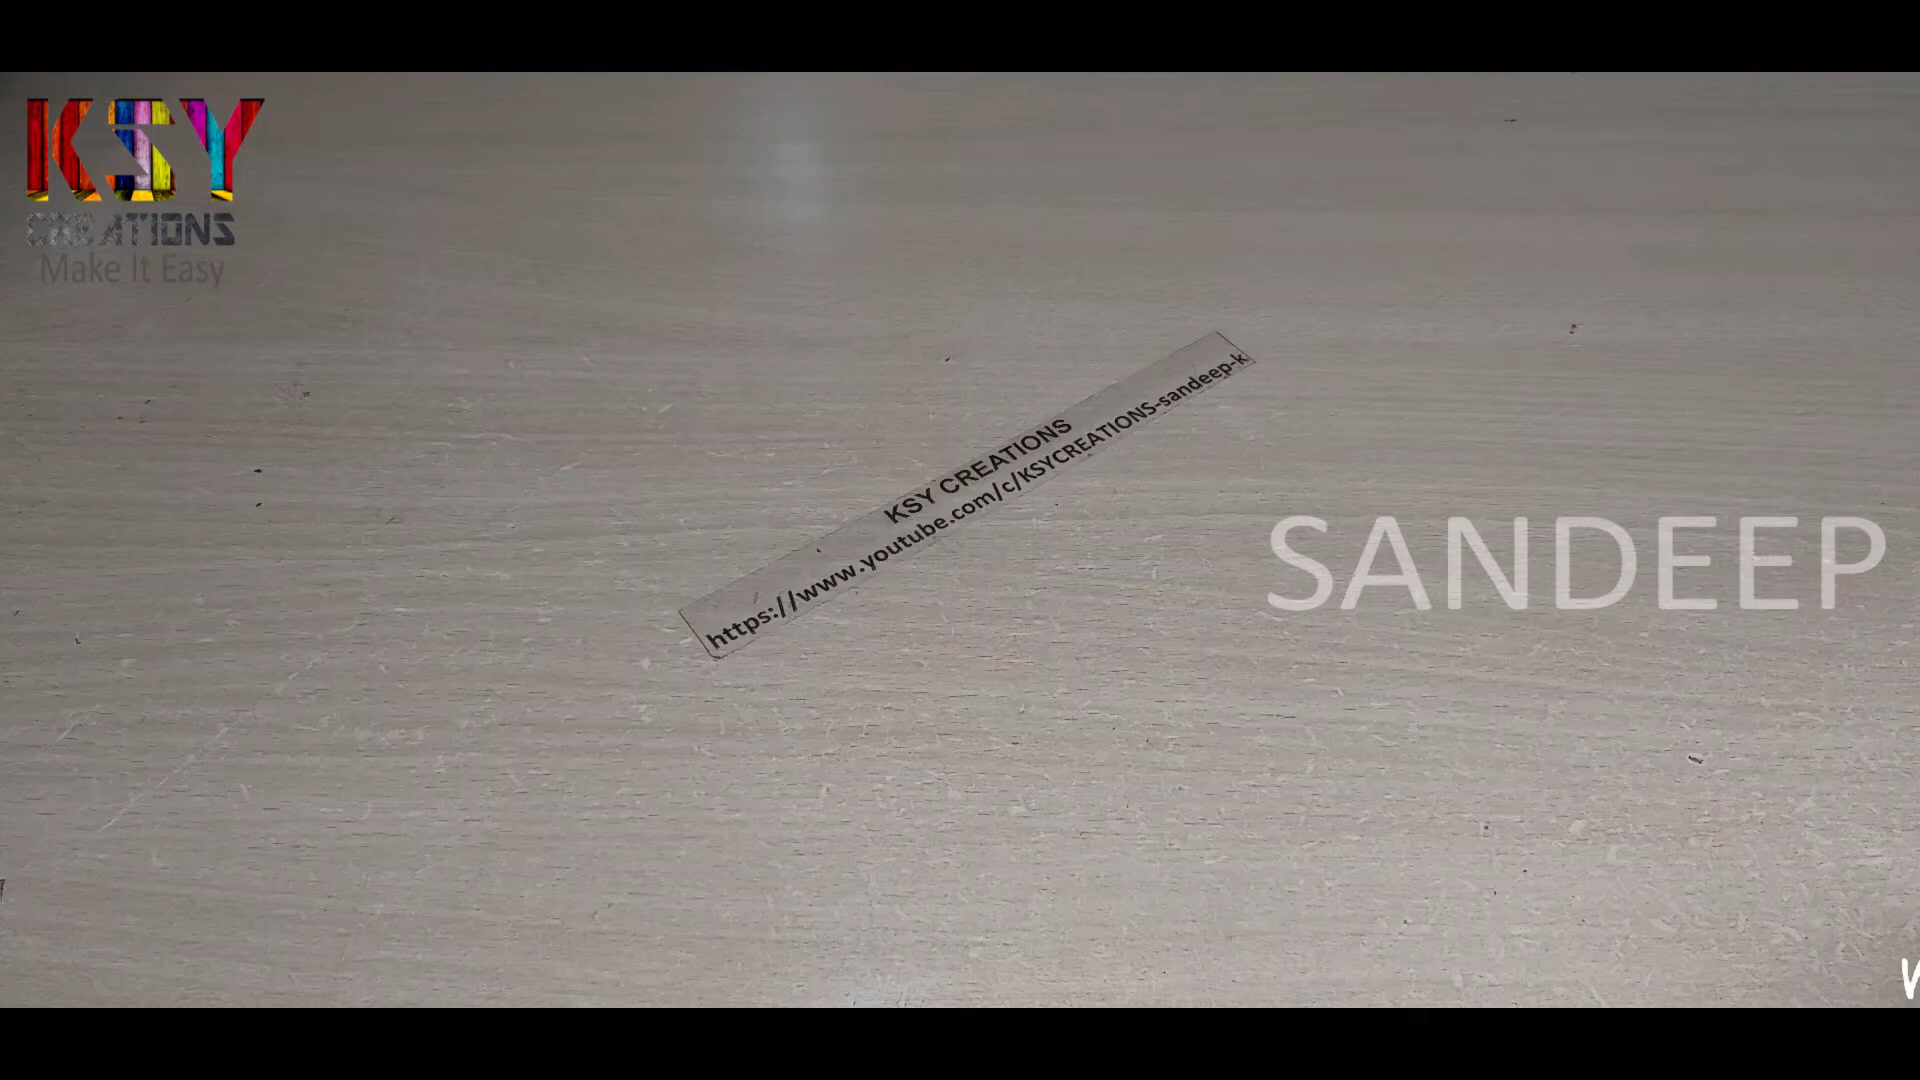 KSY
CREATIONS
Make It Easy
KSY CREATIONS
https://www.youtube.com/c/KSYCREATIONS-sandeep-k
SANDEEP